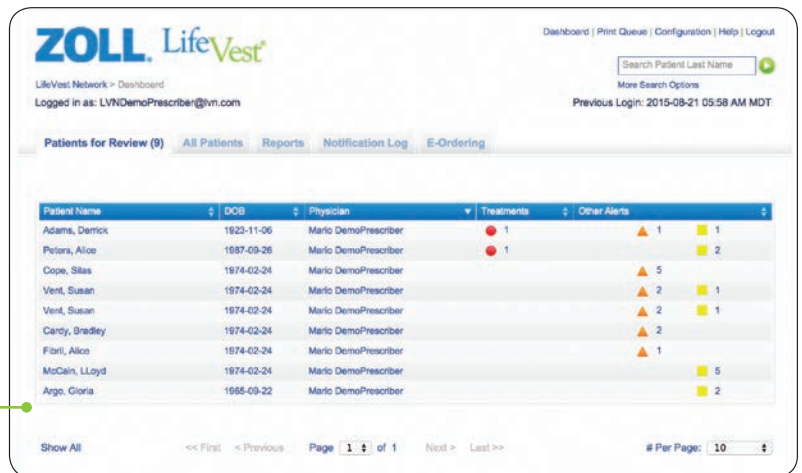 ZOLL. LifeVest®
Dashboard | Print Queue | Configuration | Help | Logout
Search Patient Last Name
LifeVest Network > Dashboard
More Search Options
Logged in as: LVNDemoPrescriber@lvn.com
Previous Login: 2015-08-21 05:58 AM MDT
Patients for Review (9) All Patients Reports Notification Log E-Ordering
Patient Name DOB Physician Treatments Other Alerts
Adams, Derrick 1923-11-06 Mario DemoPrescriber 1 1 1
Peters, Alice 1987-09-26 Mario DemoPrescriber 1 2
Cope, Silas 1974-02-24 Mario DemoPrescriber 5
Vent, Susan 1974-02-24 Mario DemoPrescriber 2 1
Vent, Susan 1974-02-24 Mario DemoPrescriber 2 1
Cardy, Bradley 1974-02-24 Mario DemoPrescriber 2
Fibril, Alice 1974-02-24 Mario DemoPrescriber 1
McCain, LLoyd 1974-02-24 Mario DemoPrescriber 5
Argo, Gloria 1965-09-22 Mario DemoPrescriber 2
Show All << First < Previous Page 1 of 1 Next > Last >> # Per Page: 10